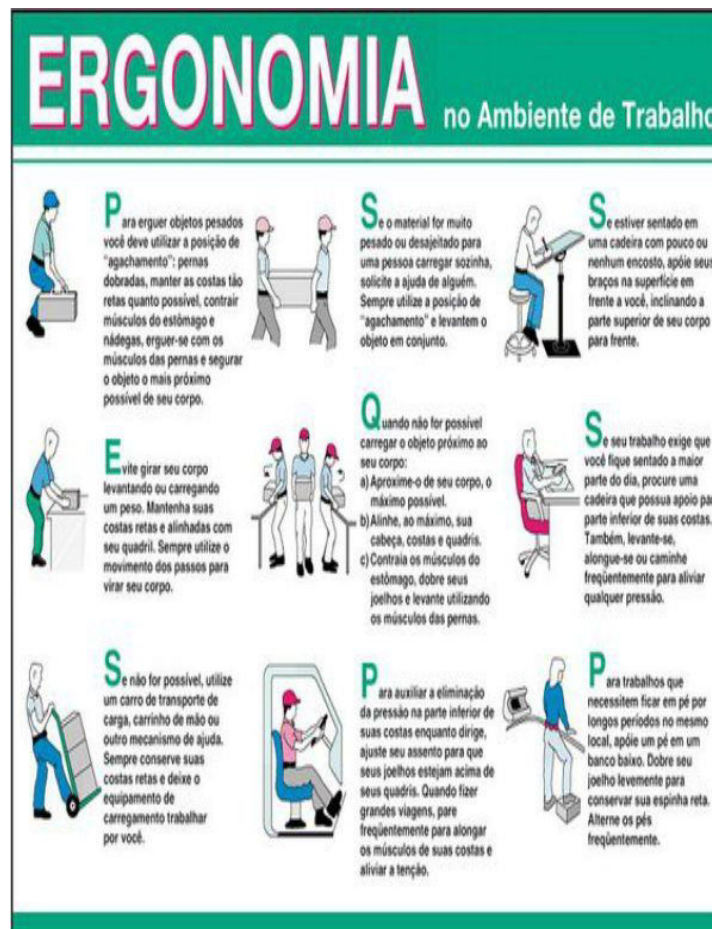 ERGONOMIA no Ambiente de Trabalho
Para erguer objetos pesados
você deve utilizar a posição de
"agachamento": pernas
dobradas, manter as costas tão
retas quanto possível, contrair
músculos do estômago e
nádegas, erguer-se com os
músculos das pernas e segurar
o objeto o mais próximo
possível de seu corpo.
Se o material for muito
pesado ou desajeitado para
uma pessoa carregar sozinha,
solicite a ajuda de alguém.
Sempre utilize a posição de
"agachamento" e levantem o
objeto em conjunto.
Se estiver sentado em
uma cadeira com pouco ou
nenhum encosto, apóie seus
braços na superfície em
frente a você, inclinando a
parte superior de seu corpo
para frente.
Evite girar seu corpo
levantando ou carregando
um peso. Mantenha suas
costas retas e alinhadas com
seu quadril. Sempre utilize o
movimento dos passos para
virar seu corpo.
Quando não for possível
carregar o objeto próximo ao
seu corpo:
a) Aproxime-o de seu corpo, o
máximo possível.
b) Alinhe, ao máximo, sua
cabeça, costas e quadris.
c) Contraia os músculos do
estômago, dobre seus
joelhos e levante utilizando
os músculos das pernas.
Se seu trabalho exige que
você fique sentado a maior
parte do dia, procure uma
cadeira que possua apoio pa
parte inferior de suas costas.
Também, levante-se,
alongue-se ou caminhe
freqüentemente para aliviar
qualquer pressão.
Se não for possível, utilize
um carro de transporte de
carga, carrinho de mão ou
outro mecanismo de ajuda.
Sempre conserve suas
costas retas e deixe o
equipamento de
carregamento trabalhar
por você.
Para auxiliar a eliminação
da pressão na parte inferior de
suas costas enquanto dirige,
ajuste seu assento para que
seus joelhos estejam acima de
seus quadris. Quando fizer
grandes viagens, pare
freqüentemente para alongar
os músculos de suas costas e
aliviar a tenção.
Para trabalhos que
necessitem ficar em pé por
longos períodos no mesmo
local, apóie um pé em um
banco baixo. Dobre seu
joelho levemente para
conservar sua espinha reta.
Alterne os pés
freqüentemente.